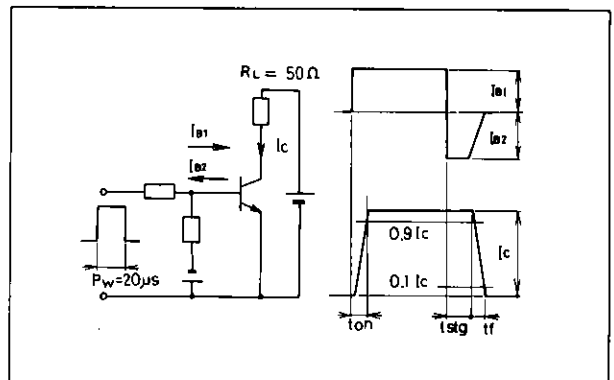 RL = 50Ω
IB1
IB2
Ic
Pw=20μs
IB1
IB2
0.9 Ic
Ic
0.1 Ic
ton
tstg
tf